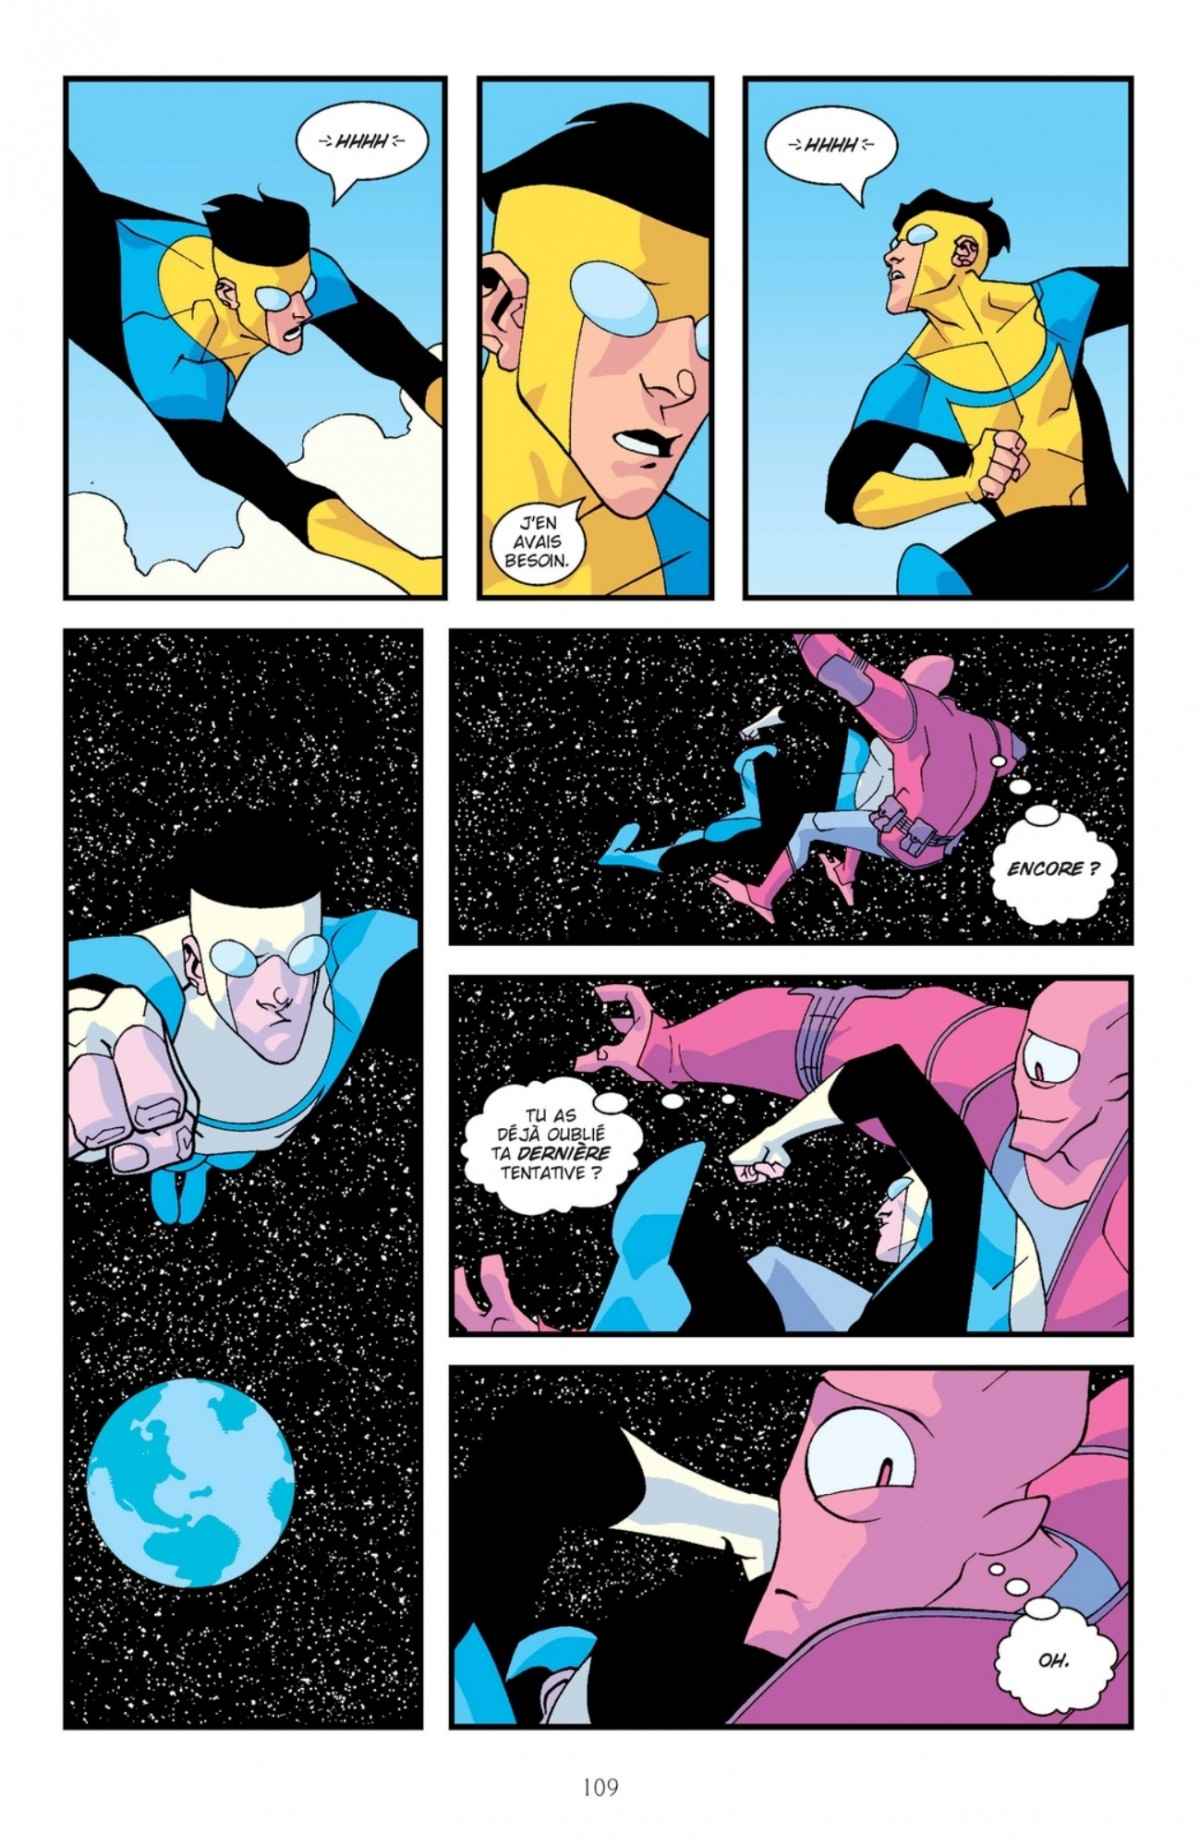 HHHH
J'EN
AVAIS
BESOIN.
HHHH
ENCORE ?
TU AS
DÉJÀ OUBLIÉ
TA DERNIÈRE
TENTATIVE ?
OH.
109